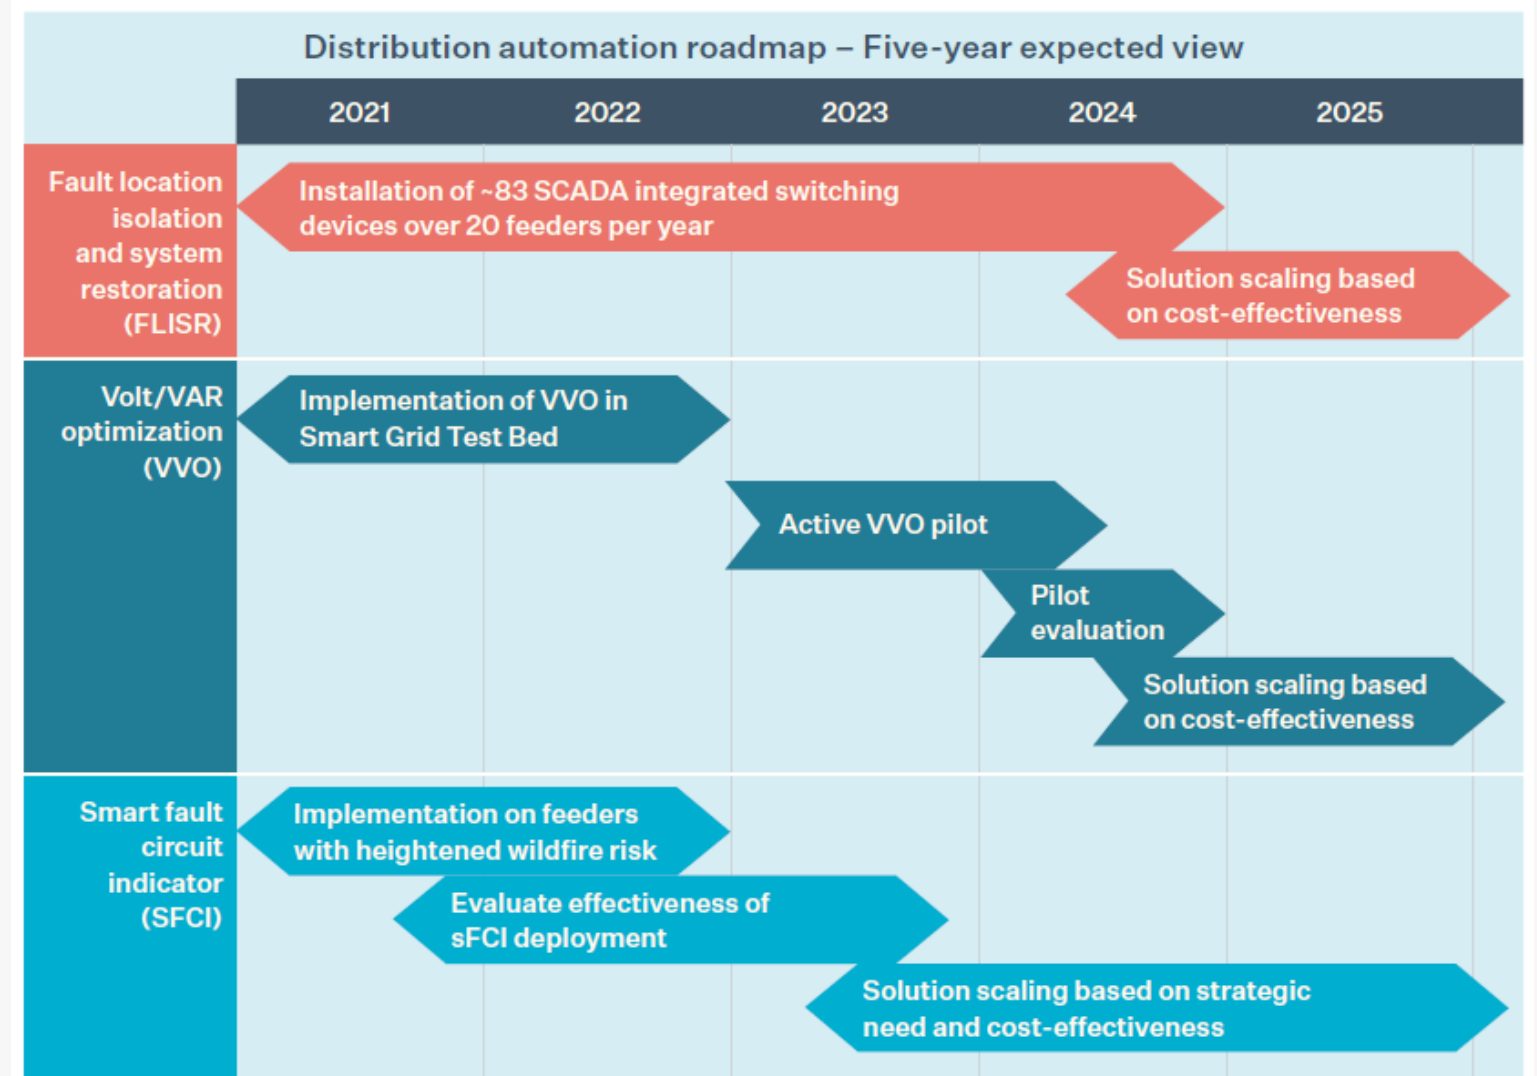 Distribution automation roadmap – Five-year expected view
2021 2022 2023 2024 2025
Fault location
isolation
and system
restoration
(FLISR)
Installation of ~83 SCADA integrated switching
devices over 20 feeders per year
Solution scaling based
on cost-effectiveness
Volt/VAR
optimization
(VVO)
Implementation of VVO in
Smart Grid Test Bed
Active VVO pilot
Pilot
evaluation
Solution scaling based
on cost-effectiveness
Smart fault
circuit
indicator
(SFCI)
Implementation on feeders
with heightened wildfire risk
Evaluate effectiveness of
sFCI deployment
Solution scaling based on strategic
need and cost-effectiveness